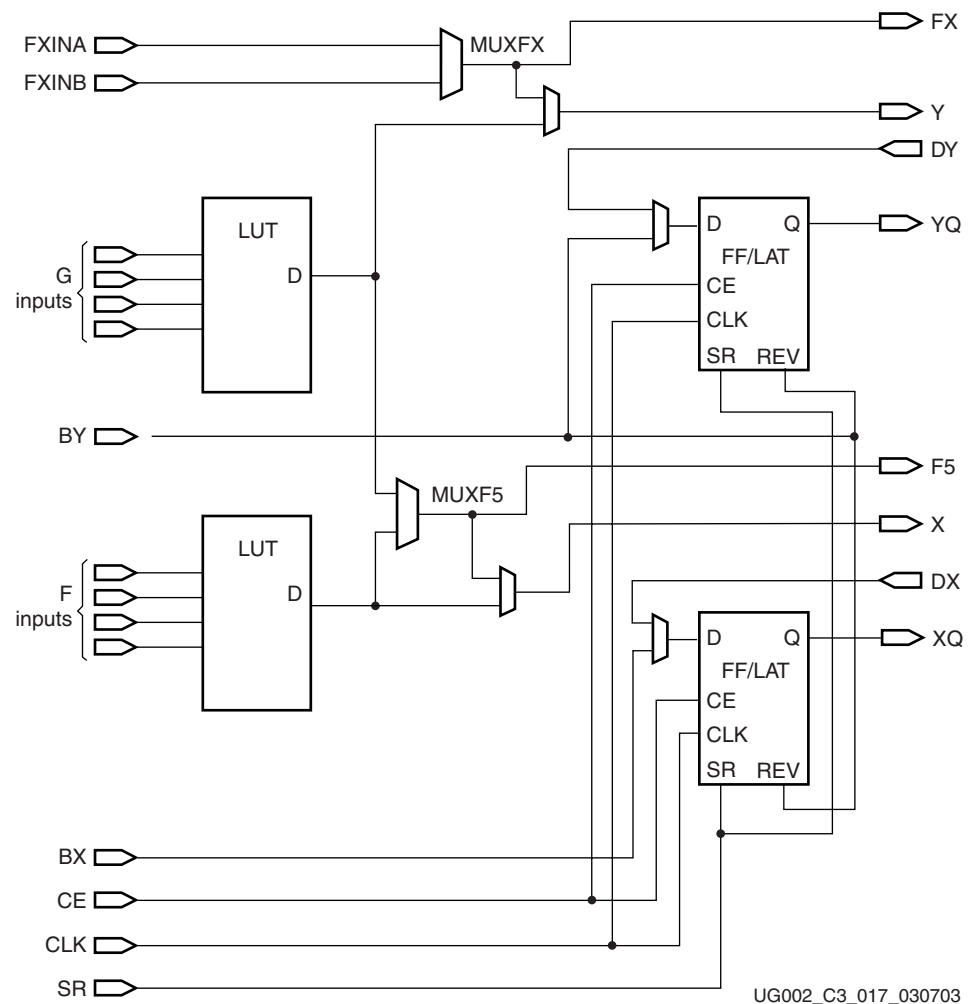 FXINA
FXINB
MUXFX
FX
Y
DY
LUT
D
G
inputs
D
Q
FF/LAT
CE
CLK
SR
REV
YQ
BY
MUXF5
F5
X
DX
LUT
D
F
inputs
D
Q
FF/LAT
CE
CLK
SR
REV
XQ
BX
CE
CLK
SR
UG002_C3_017_030703